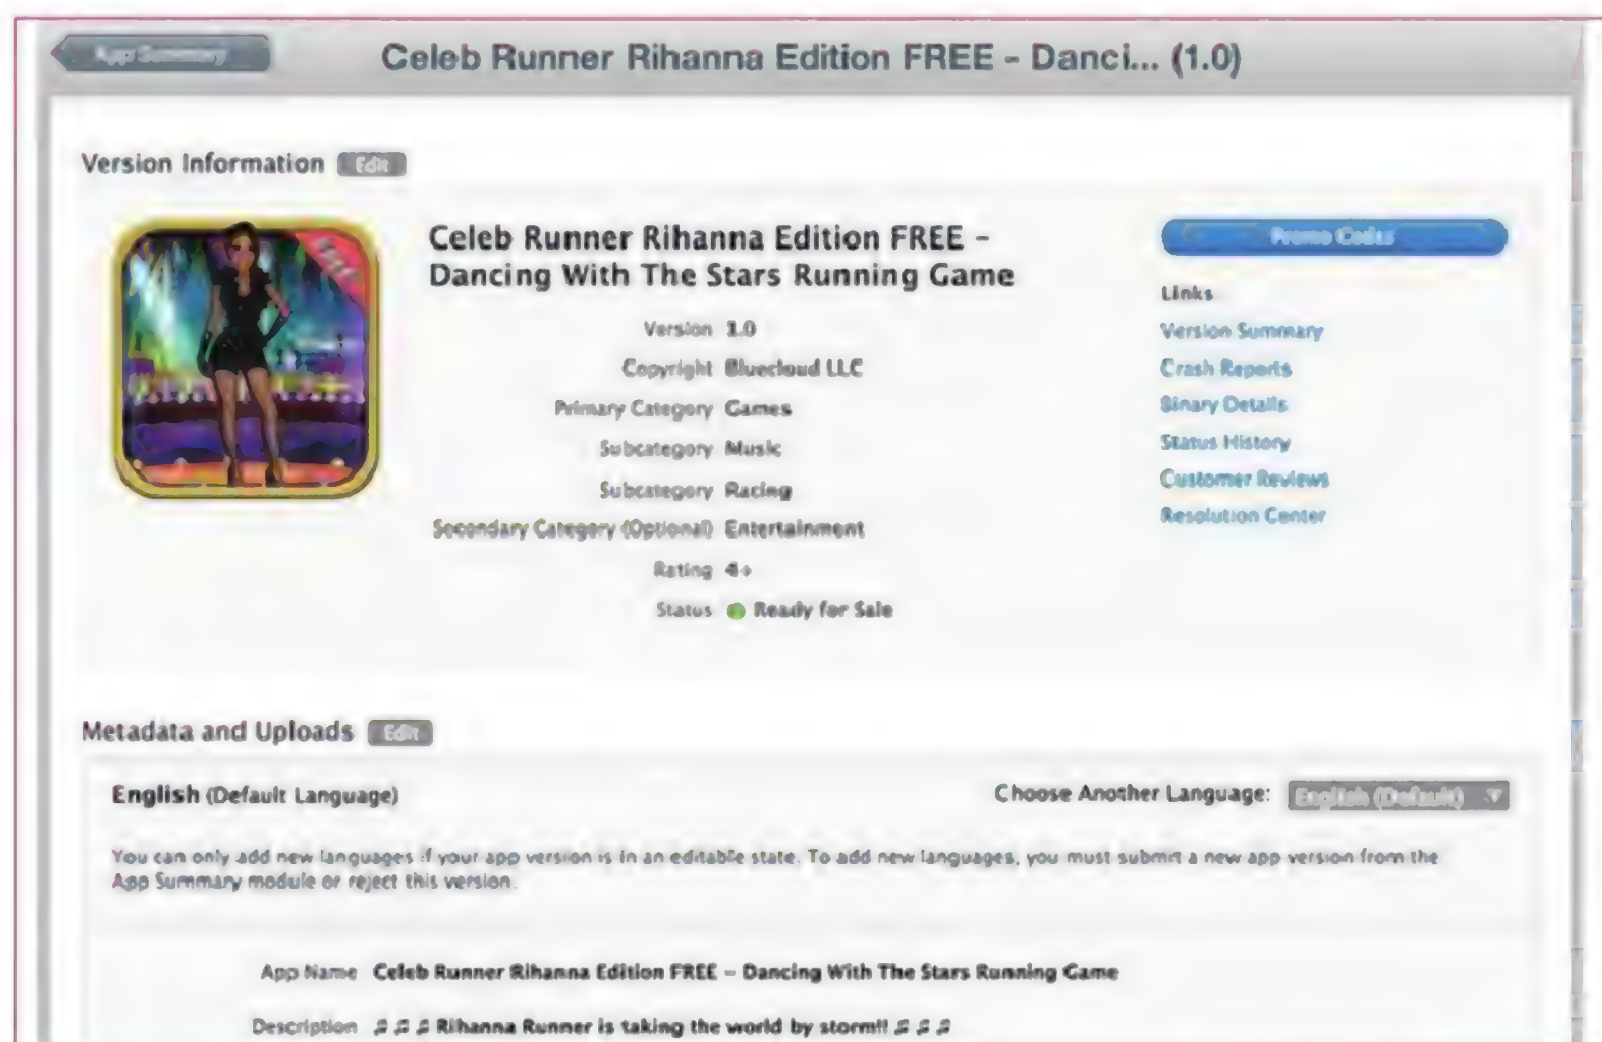 App Summary
Celeb Runner Rihanna Edition FREE - Danci... (1.0)
Version Information Edit
FREE
Celeb Runner Rihanna Edition FREE -
Dancing With The Stars Running Game
Promo Codes
Links
Version 1.0
Version Summary
Copyright Bluecloud LLC
Crash Reports
Primary Category Games
Binary Details
Subcategory Music
Status History
Subcategory Racing
Customer Reviews
Secondary Category (Optional) Entertainment
Resolution Center
Rating 4+
Status Ready for Sale
Metadata and Uploads Edit
English (Default Language)
Choose Another Language: English (Default)
You can only add new languages if your app version is in an editable state. To add new languages, you must submit a new app version from the
App Summary module or reject this version.
App Name Celeb Runner Rihanna Edition FREE - Dancing With The Stars Running Game
Description ♫ ♫ ♫ Rihanna Runner is taking the world by storm!! ♫ ♫ ♫